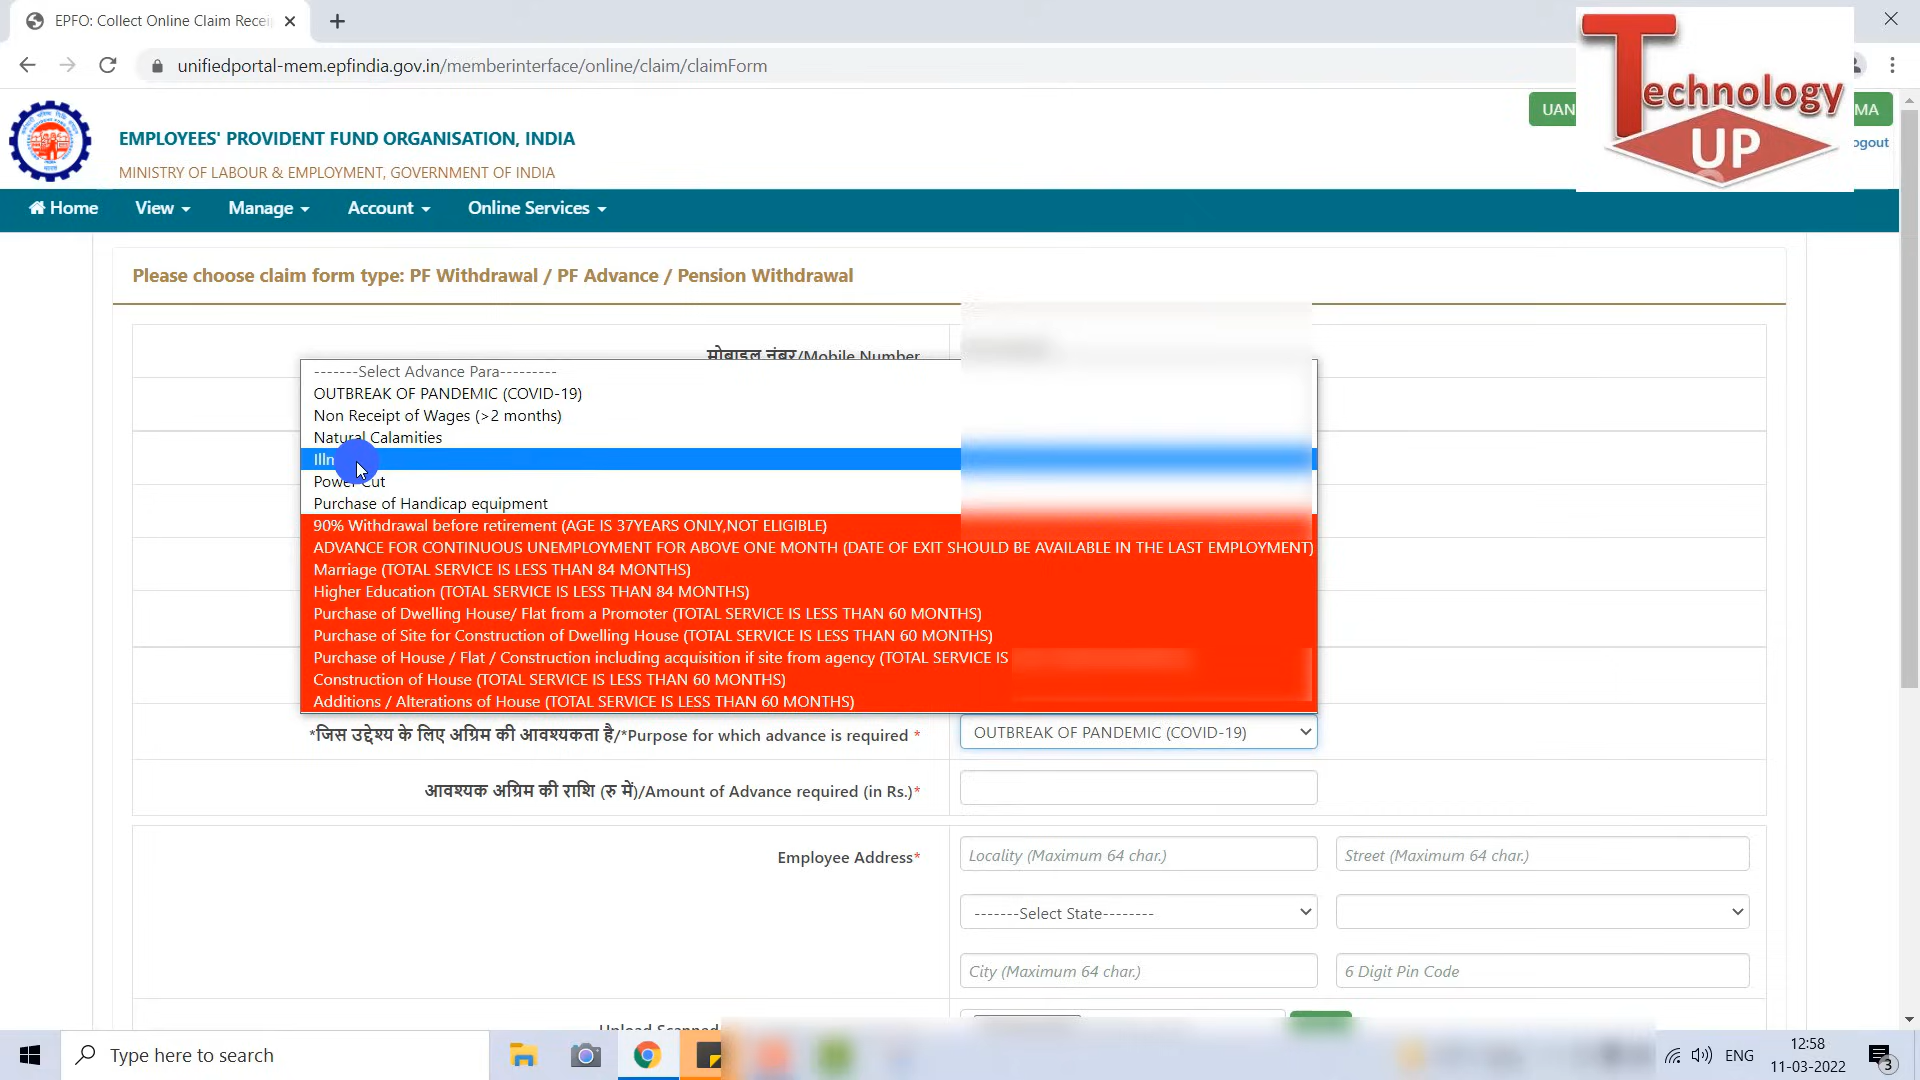 EPFO: Collect Online Claim Recei
unifiedportal-mem.epfindia.gov.in/memberinterface/online/claim/claimForm
Technology
UP
EMPLOYEES' PROVIDENT FUND ORGANISATION, INDIA
MINISTRY OF LABOUR & EMPLOYMENT, GOVERNMENT OF INDIA
UAN
MA
ogout
Home View Manage Account Online Services
Please choose claim form type: PF Withdrawal / PF Advance / Pension Withdrawal
मोबाइल नंबर/Mobile Number
-------Select Advance Para---------
OUTBREAK OF PANDEMIC (COVID-19)
Non Receipt of Wages (>2 months)
Natural Calamities
Illn
Power Cut
Purchase of Handicap equipment
90% Withdrawal before retirement (AGE IS 37YEARS ONLY,NOT ELIGIBLE)
ADVANCE FOR CONTINUOUS UNEMPLOYMENT FOR ABOVE ONE MONTH (DATE OF EXIT SHOULD BE AVAILABLE IN THE LAST EMPLOYMENT)
Marriage (TOTAL SERVICE IS LESS THAN 84 MONTHS)
Higher Education (TOTAL SERVICE IS LESS THAN 84 MONTHS)
Purchase of Dwelling House/ Flat from a Promoter (TOTAL SERVICE IS LESS THAN 60 MONTHS)
Purchase of Site for Construction of Dwelling House (TOTAL SERVICE IS LESS THAN 60 MONTHS)
Purchase of House / Flat / Construction including acquisition if site from agency (TOTAL SERVICE IS
Construction of House (TOTAL SERVICE IS LESS THAN 60 MONTHS)
Additions / Alterations of House (TOTAL SERVICE IS LESS THAN 60 MONTHS)
*जिस उद्देश्य के लिए अग्रिम की आवश्यकता है/*Purpose for which advance is required *
OUTBREAK OF PANDEMIC (COVID-19)
आवश्यक अग्रिम की राशि (रु में)/Amount of Advance required (in Rs.)*
Employee Address*
Locality (Maximum 64 char.)
Street (Maximum 64 char.)
-------Select State--------
City (Maximum 64 char.)
6 Digit Pin Code
Upload Scanned
Type here to search
ENG
12:58
11-03-2022
3